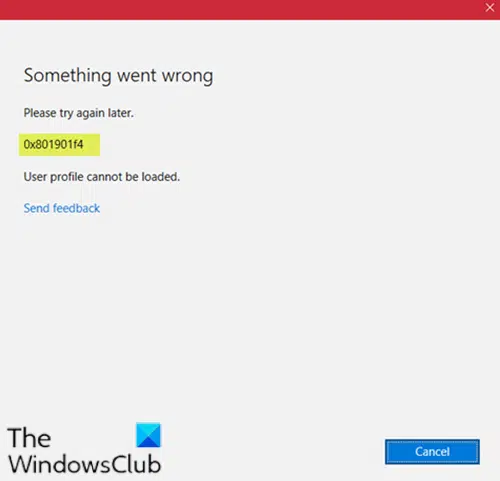 Something went wrong
Please try again later.
0x801901f4
User profile cannot be loaded.
Send feedback
The
WindowsClub
Cancel